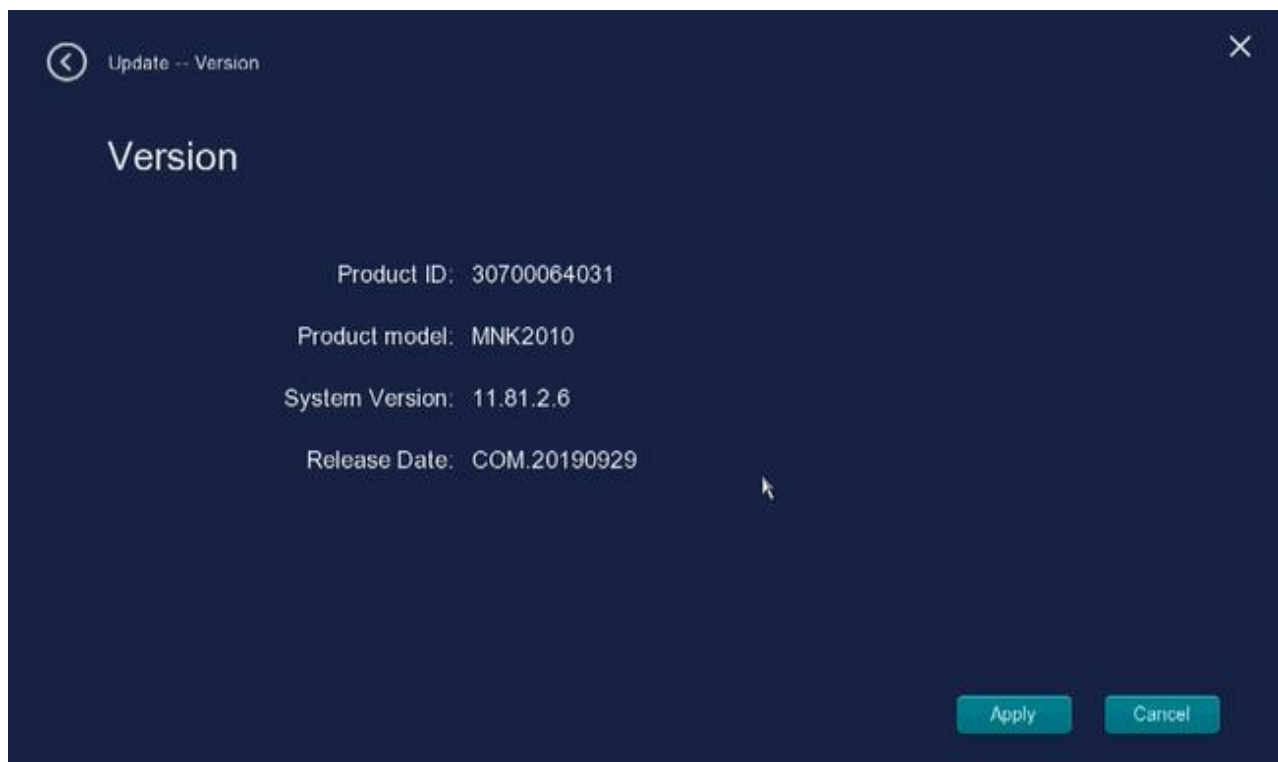 Update -- Version
Version
Product ID: 30700064031
Product model: MNK2010
System Version: 11.81.2.6
Release Date: COM.20190929
Apply Cancel